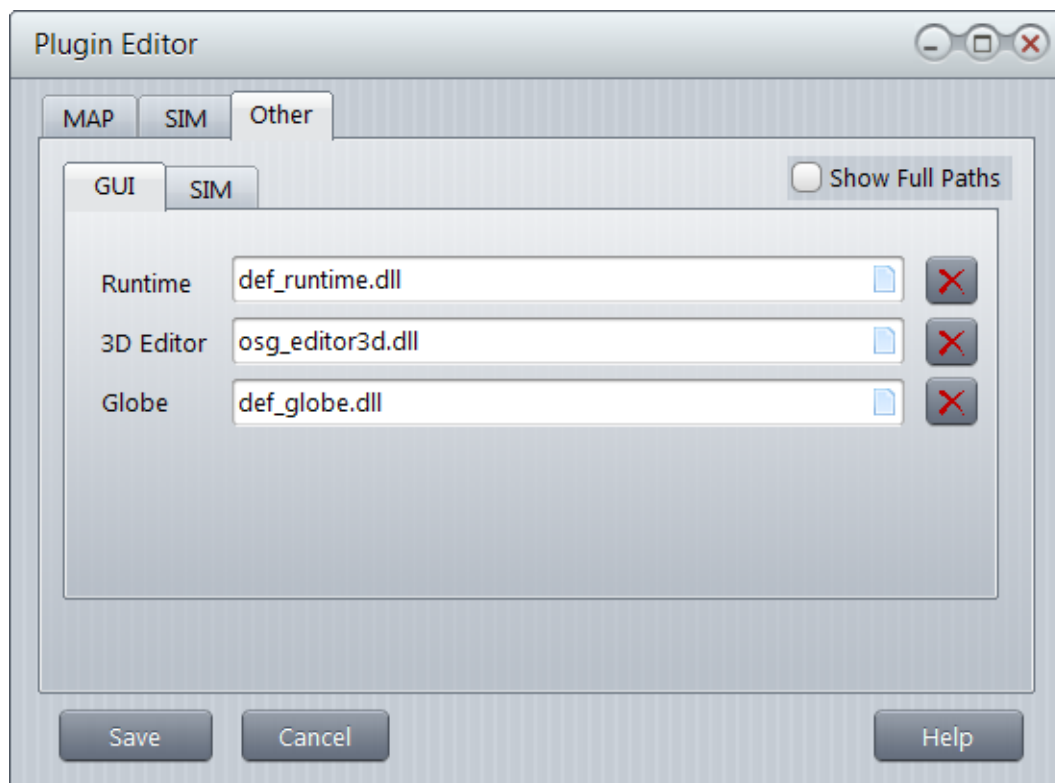 Plugin Editor
MAP SIM Other
GUI SIM Show Full Paths
Runtime def_runtime.dll
3D Editor osg_editor3d.dll
Globe def_globe.dll
Save Cancel Help